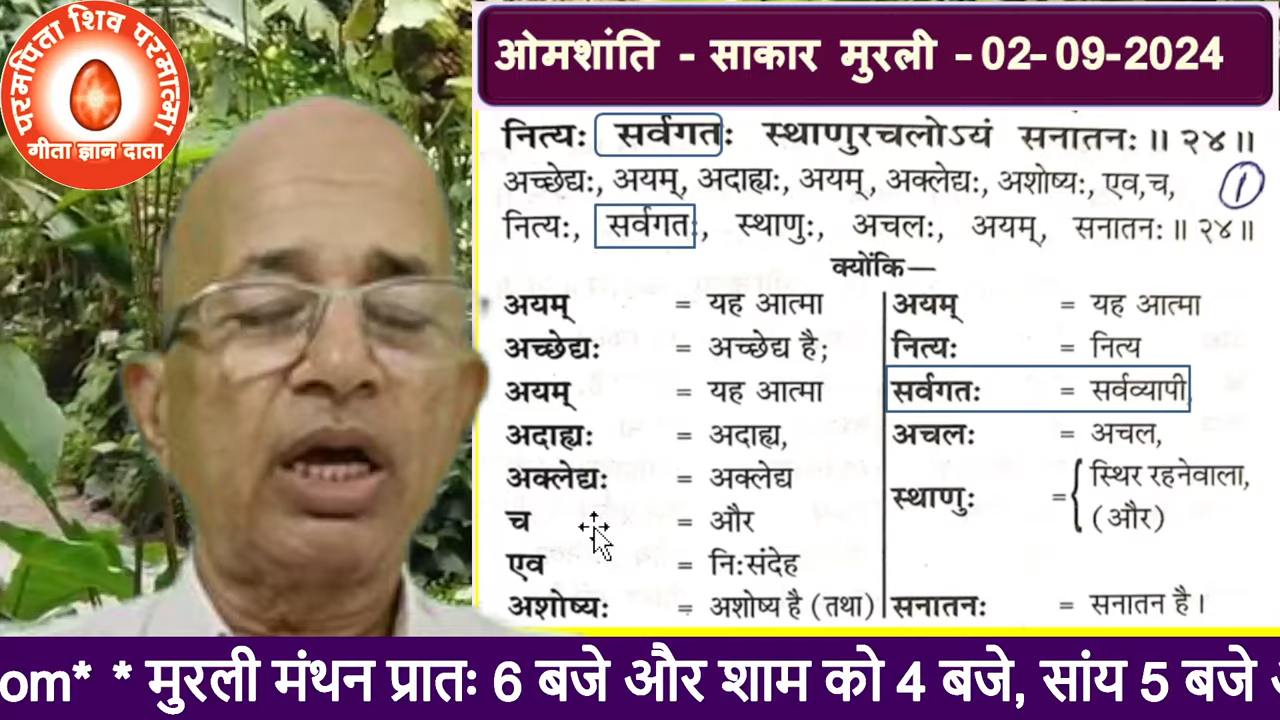 परमपिता शिव परमात्मा
गीता ज्ञान दाता
ओमशांति - साकार मुरली - 02-09-2024
नित्यः सर्वगतः स्थाणुरचलोऽयं सनातनः ॥ २४॥
अच्छेद्यः, अयम्, अदाह्यः, अयम्, अक्लेद्यः, अशोष्यः, एव,च,
१
नित्यः, सर्वगतः, स्थाणुः, अचलः, अयम्, सनातनः॥ २४॥
क्योंकि—
अयम् = यह आत्मा
अच्छेद्यः = अच्छेद्य है;
अयम् = यह आत्मा
अदाह्यः = अदाह्य,
अक्लेद्यः = अक्लेद्य
च = और
एव = निःसंदेह
अशोष्यः = अशोष्य है (तथा)
अयम् = यह आत्मा
नित्यः = नित्य
सर्वगतः = सर्वव्यापी,
अचलः = अचल,
स्थाणुः = स्थिर रहनेवाला,
(और)
सनातनः = सनातन है।
om* * मुरली मंथन प्रातः 6 बजे और शाम को 4 बजे, सांय 5 बजे